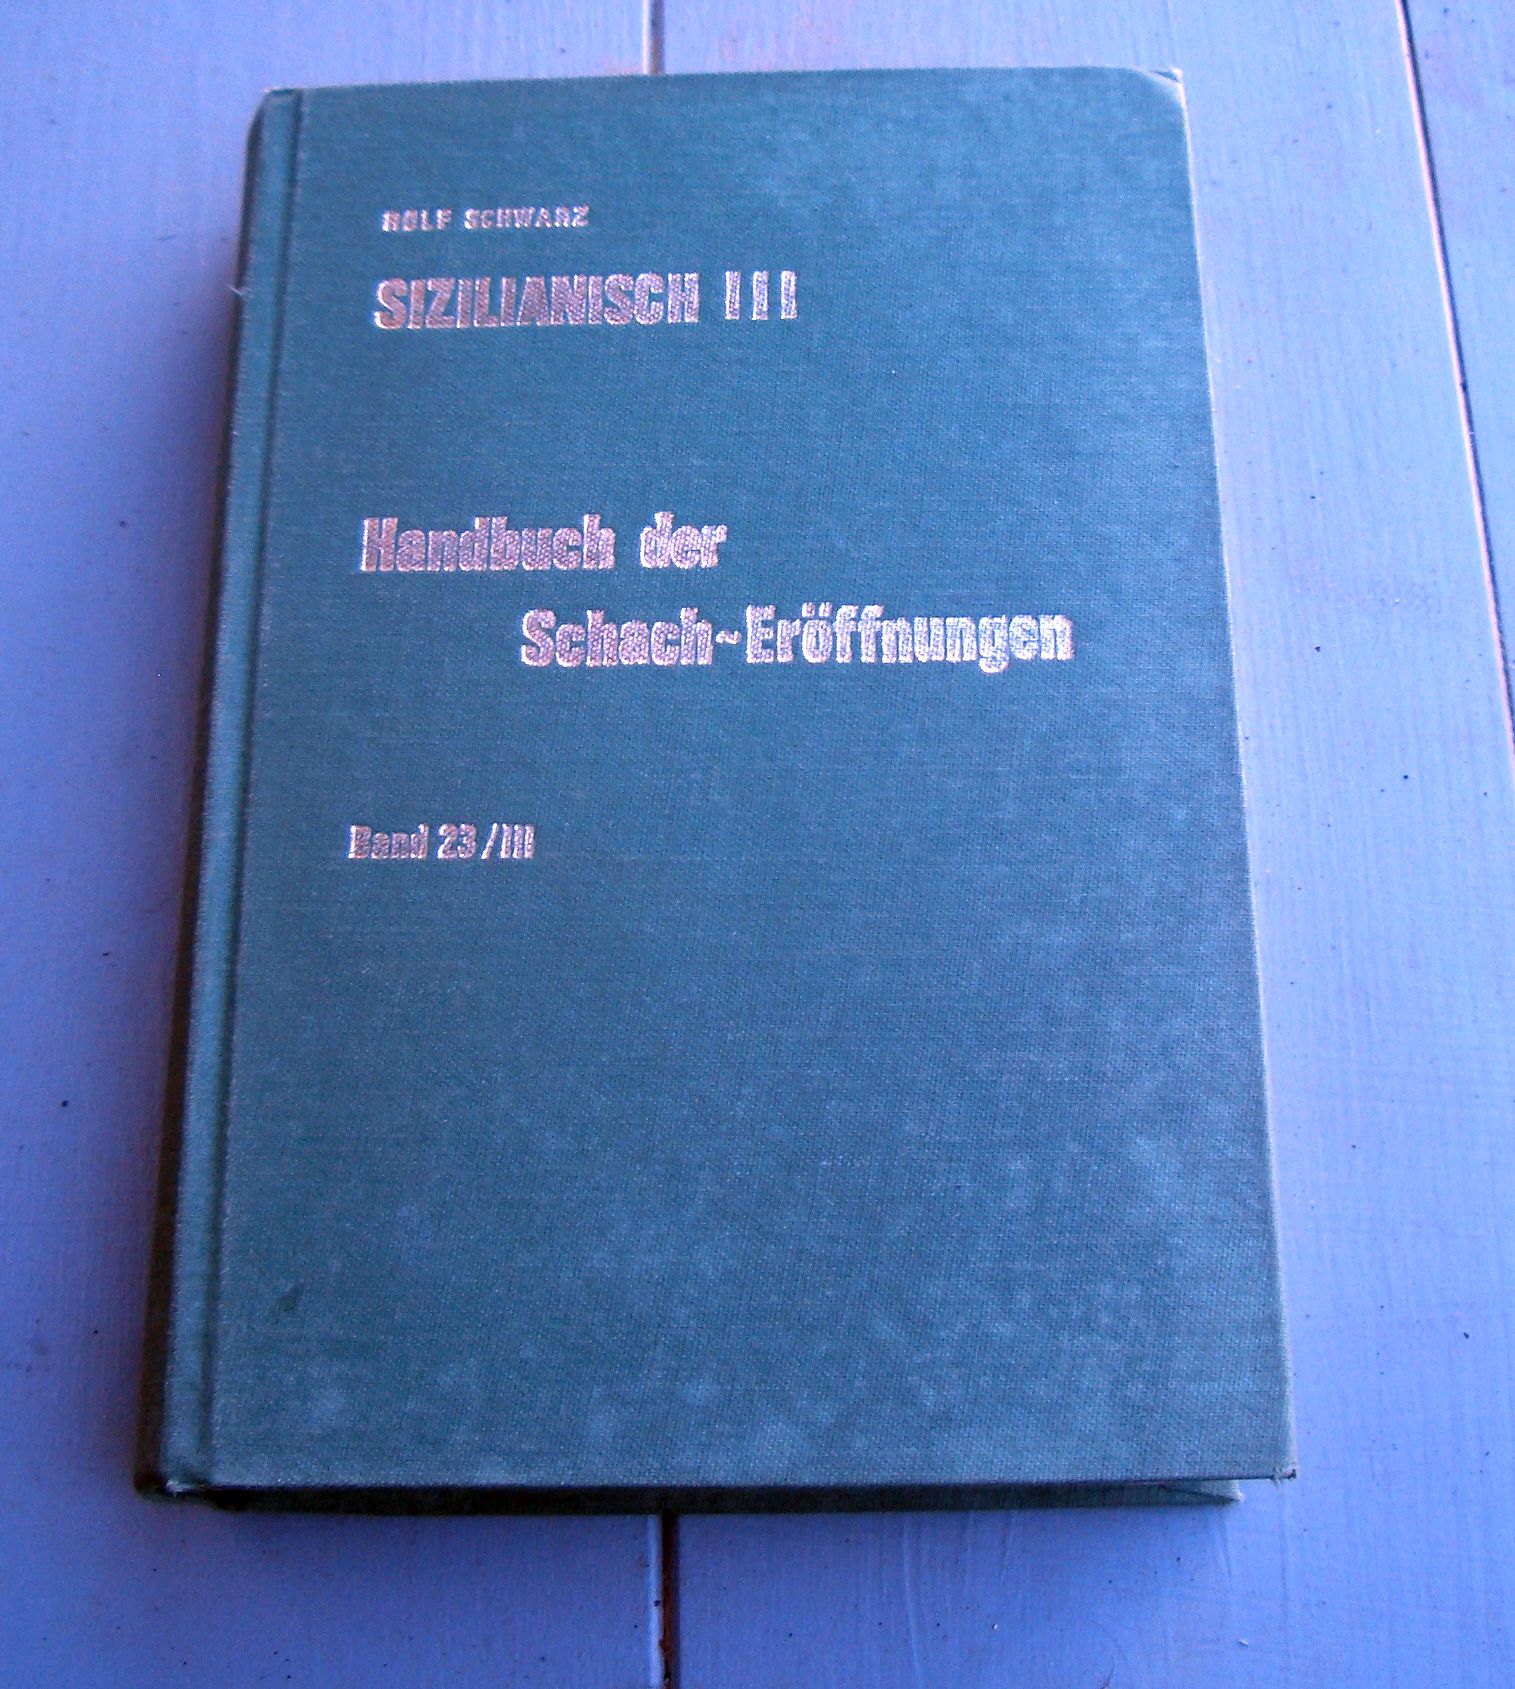 ROLF SCHWARZ
SIZILIANISCH III
Handbuch der
Schach-Eröffnungen
Band 23/III